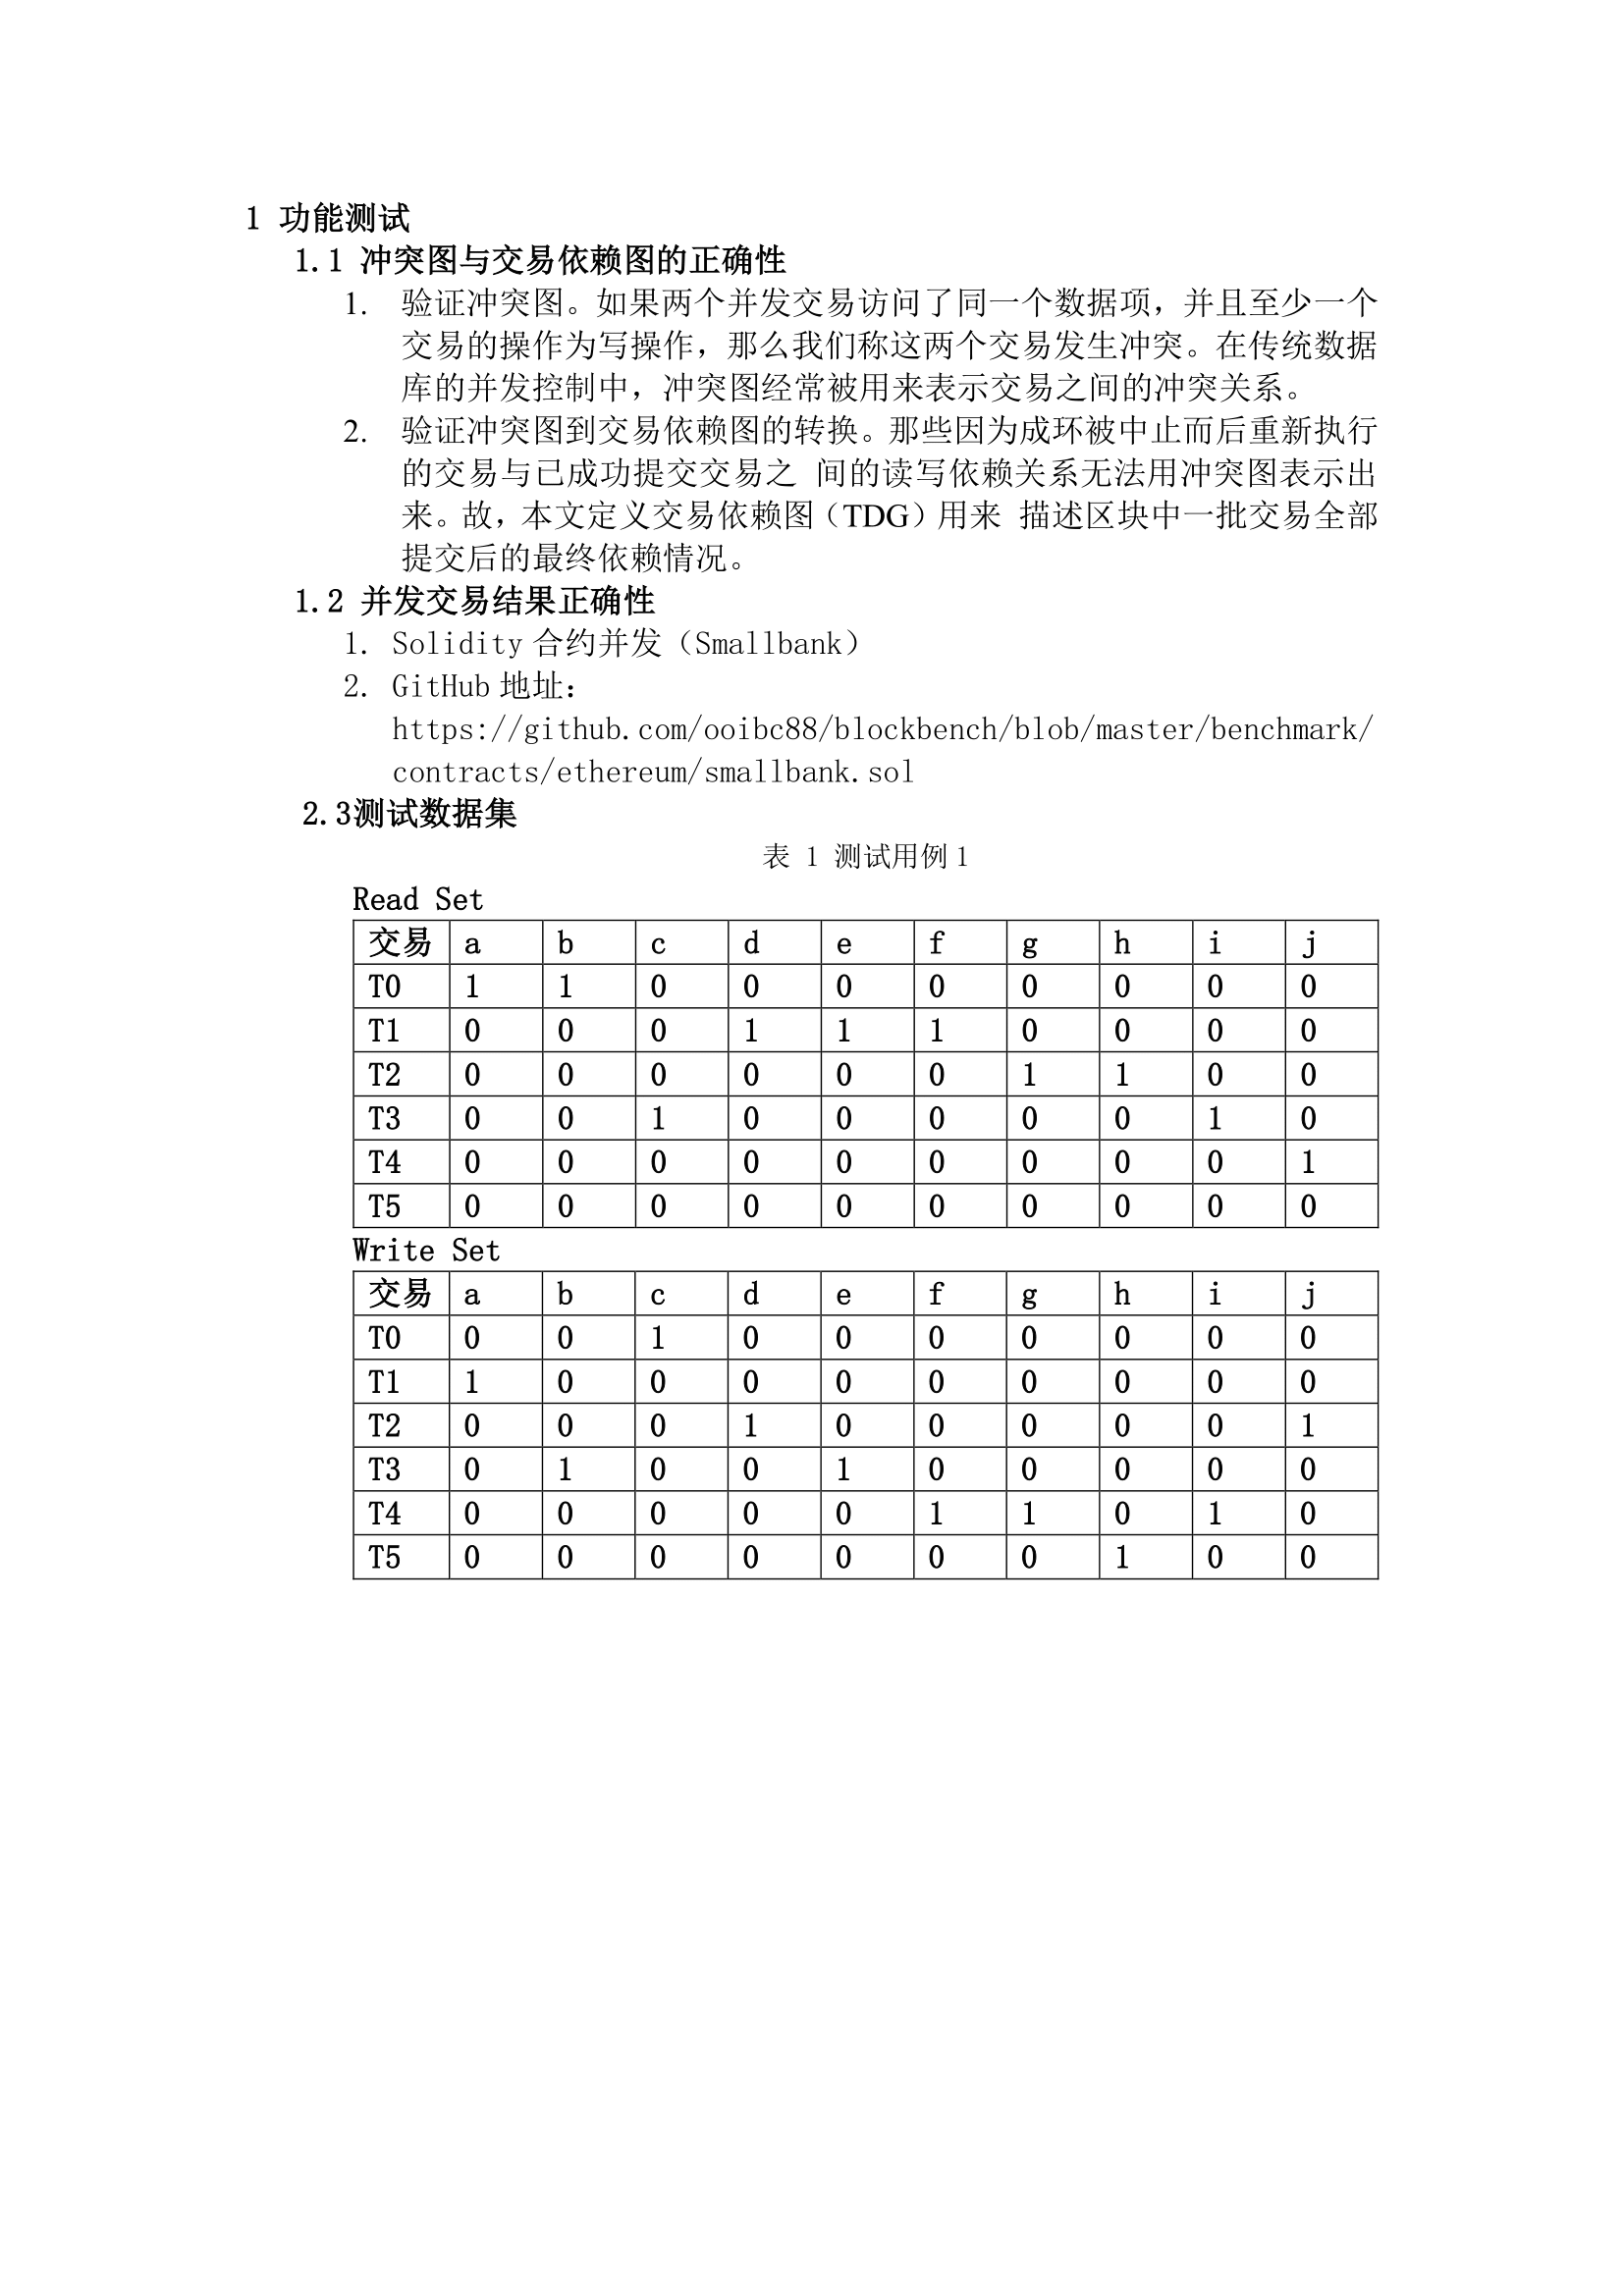 1 功能测试
1.1 冲突图与交易依赖图的正确性
1. 验证冲突图。如果两个并发交易访问了同一个数据项，并且至少一个
交易的操作为写操作，那么我们称这两个交易发生冲突。在传统数据
库的并发控制中，冲突图经常被用来表示交易之间的冲突关系。
2. 验证冲突图到交易依赖图的转换。那些因为成环被中止而后重新执行
的交易与已成功提交交易之 间的读写依赖关系无法用冲突图表示出
来。故，本文定义交易依赖图（TDG）用来 描述区块中一批交易全部
提交后的最终依赖情况。
1.2 并发交易结果正确性
1. Solidity 合约并发（Smallbank）
2. GitHub 地址：
https://github.com/ooibc88/blockbench/blob/master/benchmark/
contracts/ethereum/smallbank.sol
2.3测试数据集
表 1 测试用例1
Read Set
交易 a b c d e f g h i j
T0 1 1 0 0 0 0 0 0 0 0
T1 0 0 0 1 1 1 0 0 0 0
T2 0 0 0 0 0 0 1 1 0 0
T3 0 0 1 0 0 0 0 0 1 0
T4 0 0 0 0 0 0 0 0 0 1
T5 0 0 0 0 0 0 0 0 0 0
Write Set
交易 a b c d e f g h i j
T0 0 0 1 0 0 0 0 0 0 0
T1 1 0 0 0 0 0 0 0 0 0
T2 0 0 0 1 0 0 0 0 0 1
T3 0 1 0 0 1 0 0 0 0 0
T4 0 0 0 0 0 1 1 0 1 0
T5 0 0 0 0 0 0 0 1 0 0